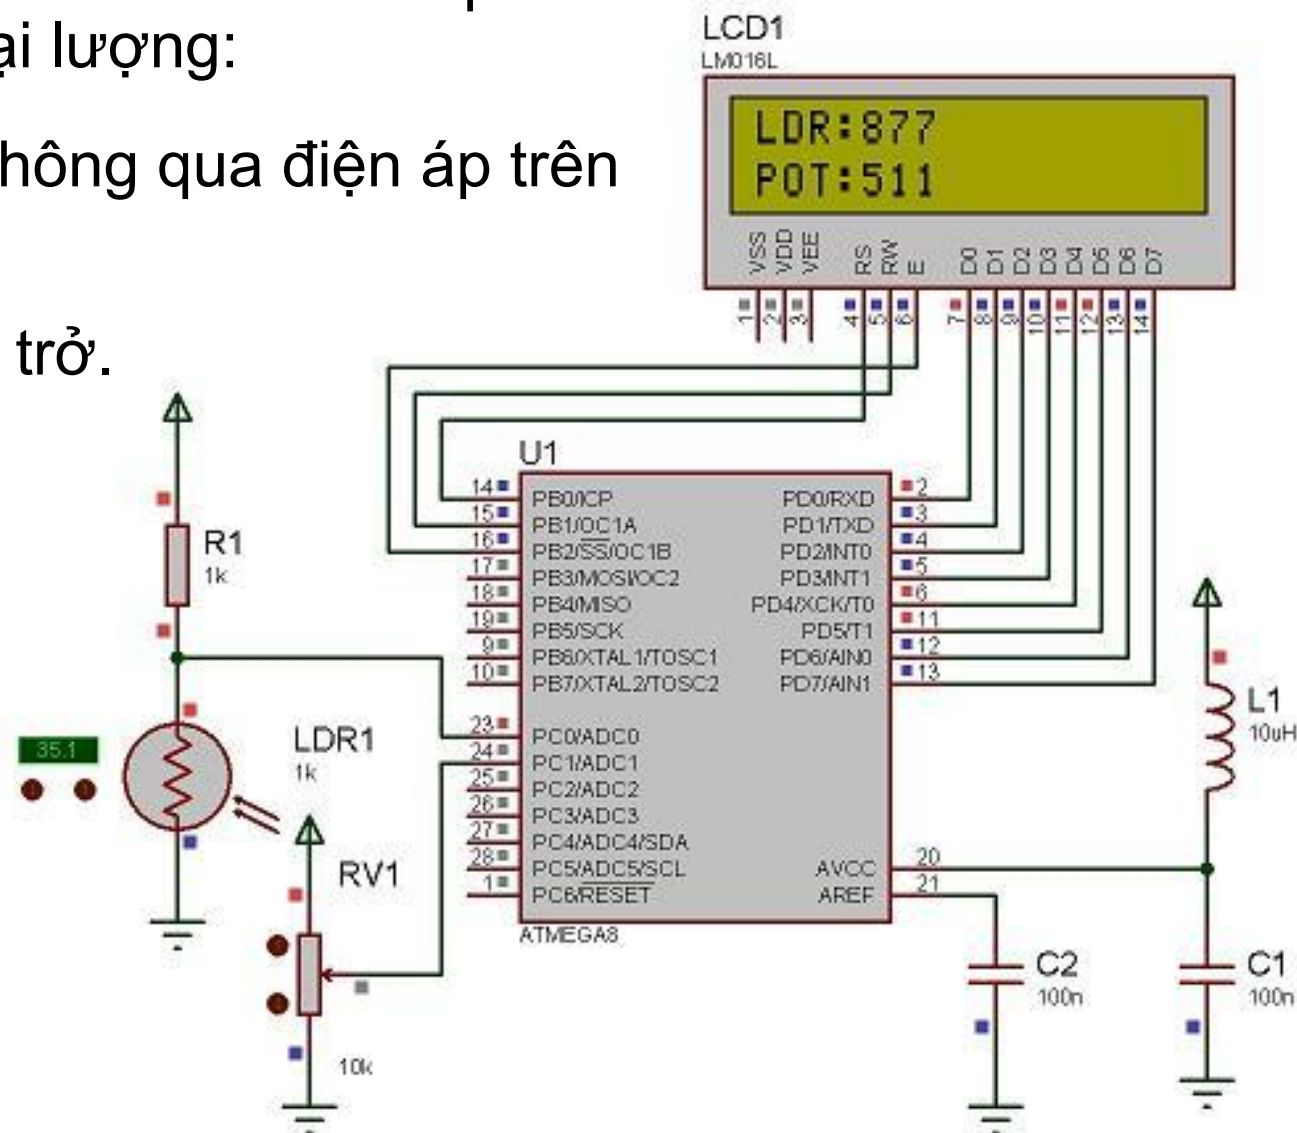 ại lượng:
hông qua điện áp trên
trở.
LCD1
LM016L
LDR:877
POT:511
VSS
VDD
VEE
RS
RW
E
D0
D1
D2
D3
D4
D5
D6
D7
1
2
3
4
5
6
7
8
9
10
11
12
13
14
R1
1k
LDR1
1k
35.1
RV1
10k
U1
14 PB0/ICP
15 PB1/OC1A
16 PB2/SS/OC1B
17 PB3/MOSI/OC2
18 PB4/MISO
19 PB5/SCK
9 PB6/XTAL1/TOSC1
10 PB7/XTAL2/TOSC2
23 PC0/ADC0
24 PC1/ADC1
25 PC2/ADC2
26 PC3/ADC3
27 PC4/ADC4/SDA
28 PC5/ADC5/SCL
1 PC6/RESET
PD0/RXD 2
PD1/TXD 3
PD2/INT0 4
PD3/INT1 5
PD4/XCK/T0 6
PD5/T1 11
PD6/AIN0 12
PD7/AIN1 13
AVCC 20
AREF 21
ATMEGA8
L1
10uH
C2
100n
C1
100n